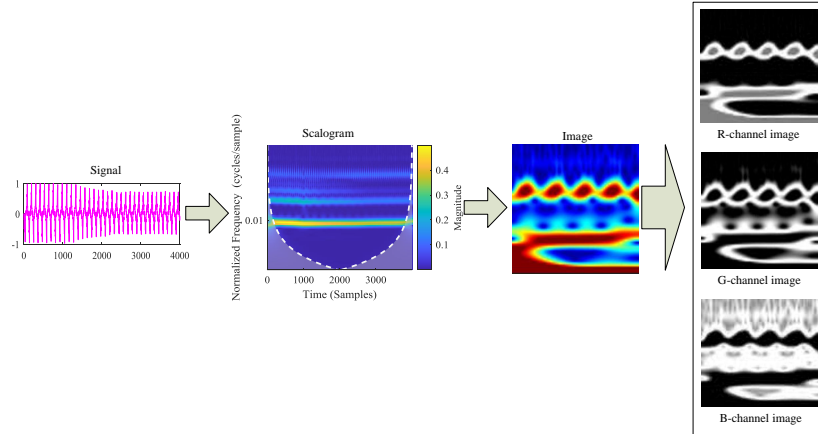 Signal
1
0
-1
0 1000 2000 3000 4000
Scalogram
Normalized Frequency (cycles/sample)
0.01
0 1000 2000 3000
Time (Samples)
0.4
0.3
0.2
0.1
Magnitude
Image
R-channel image
G-channel image
B-channel image